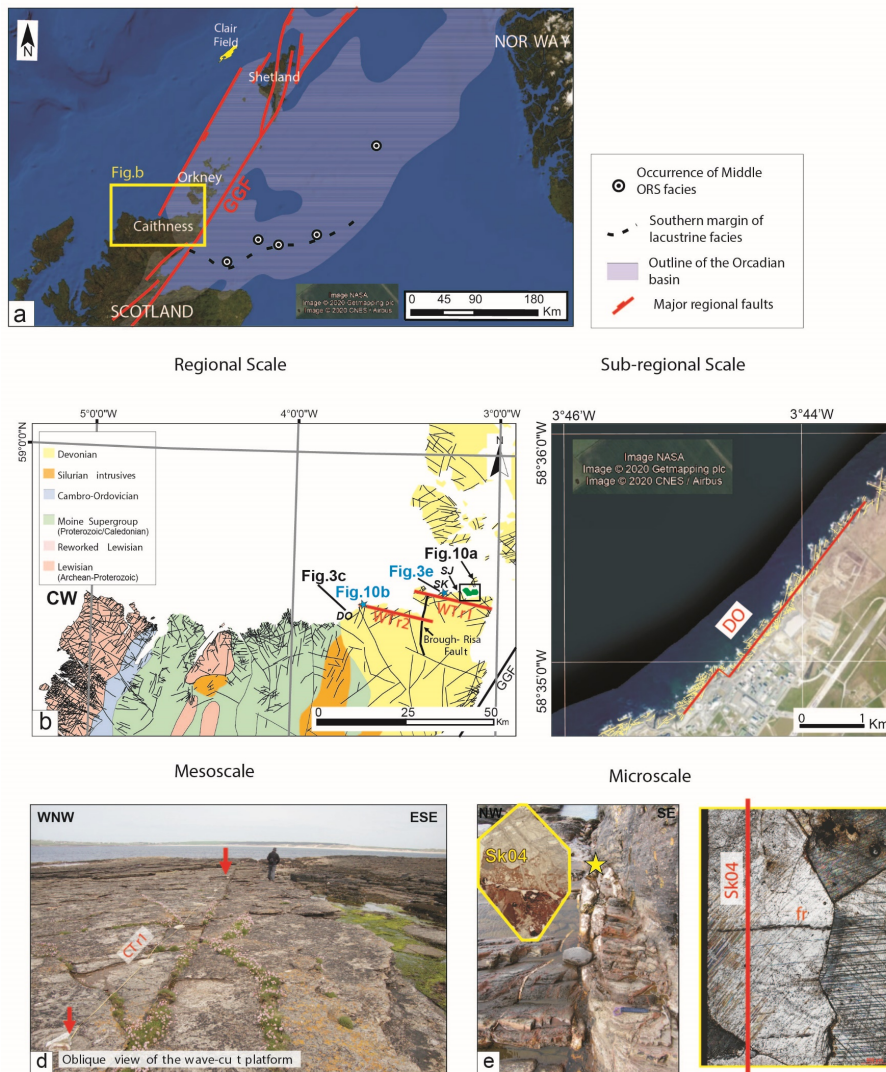 N
Clair
Field
NOR WAY
Shetland
Fig.b
Orkney
GGF
Caithness
SCOTLAND
Image NASA
Image © 2020 Getmapping plc
Image © 2020 CNES / Airbus
0 45 90 180
Km
a
Occurrence of Middle
ORS facies
Southern margin of
lacustrine facies
Outline of the Orcadian
basin
Major regional faults
Regional Scale
Sub-regional Scale
5°0'0"W
4°0'0"W
3°00'W
59°0'0"N
N
Devonian
Silurian intrusives
Cambro-Ordovician
Moine Supergroup
(Proterozoic/Caledonian)
Reworked Lewisian
Lewisian
(Archean-Proterozoic)
CW
Fig.10a
Fig.3e
SJ
SK
Fig.3c
Fig.10b
DO
WTr2
WTr1
Brough- Risa
Fault
GGF
0 25 50
Km
b
3°46'W
3°44'W
58°36'0"W
58°35'0"W
Image NASA
Image © 2020 Getmapping plc
Image © 2020 CNES / Airbus
DO
0 1
Km
Mesoscale
Microscale
WNW
ESE
d
Oblique view of the wave-cu t platform
NW
SE
Sk04
e
Sk04
fr